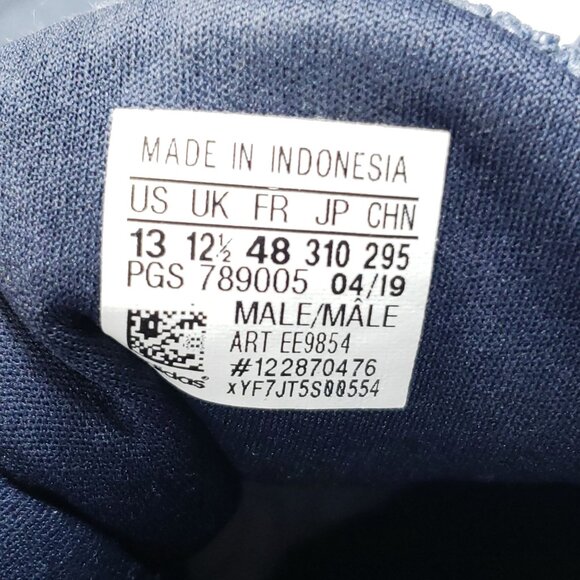 MADE IN INDONESIA
US UK FR JP CHN
13 12½ 48 310 295
PGS 789005 04/19
MALE/MÂLE
ART EE9854
#122870476
xYF7JT5S00554